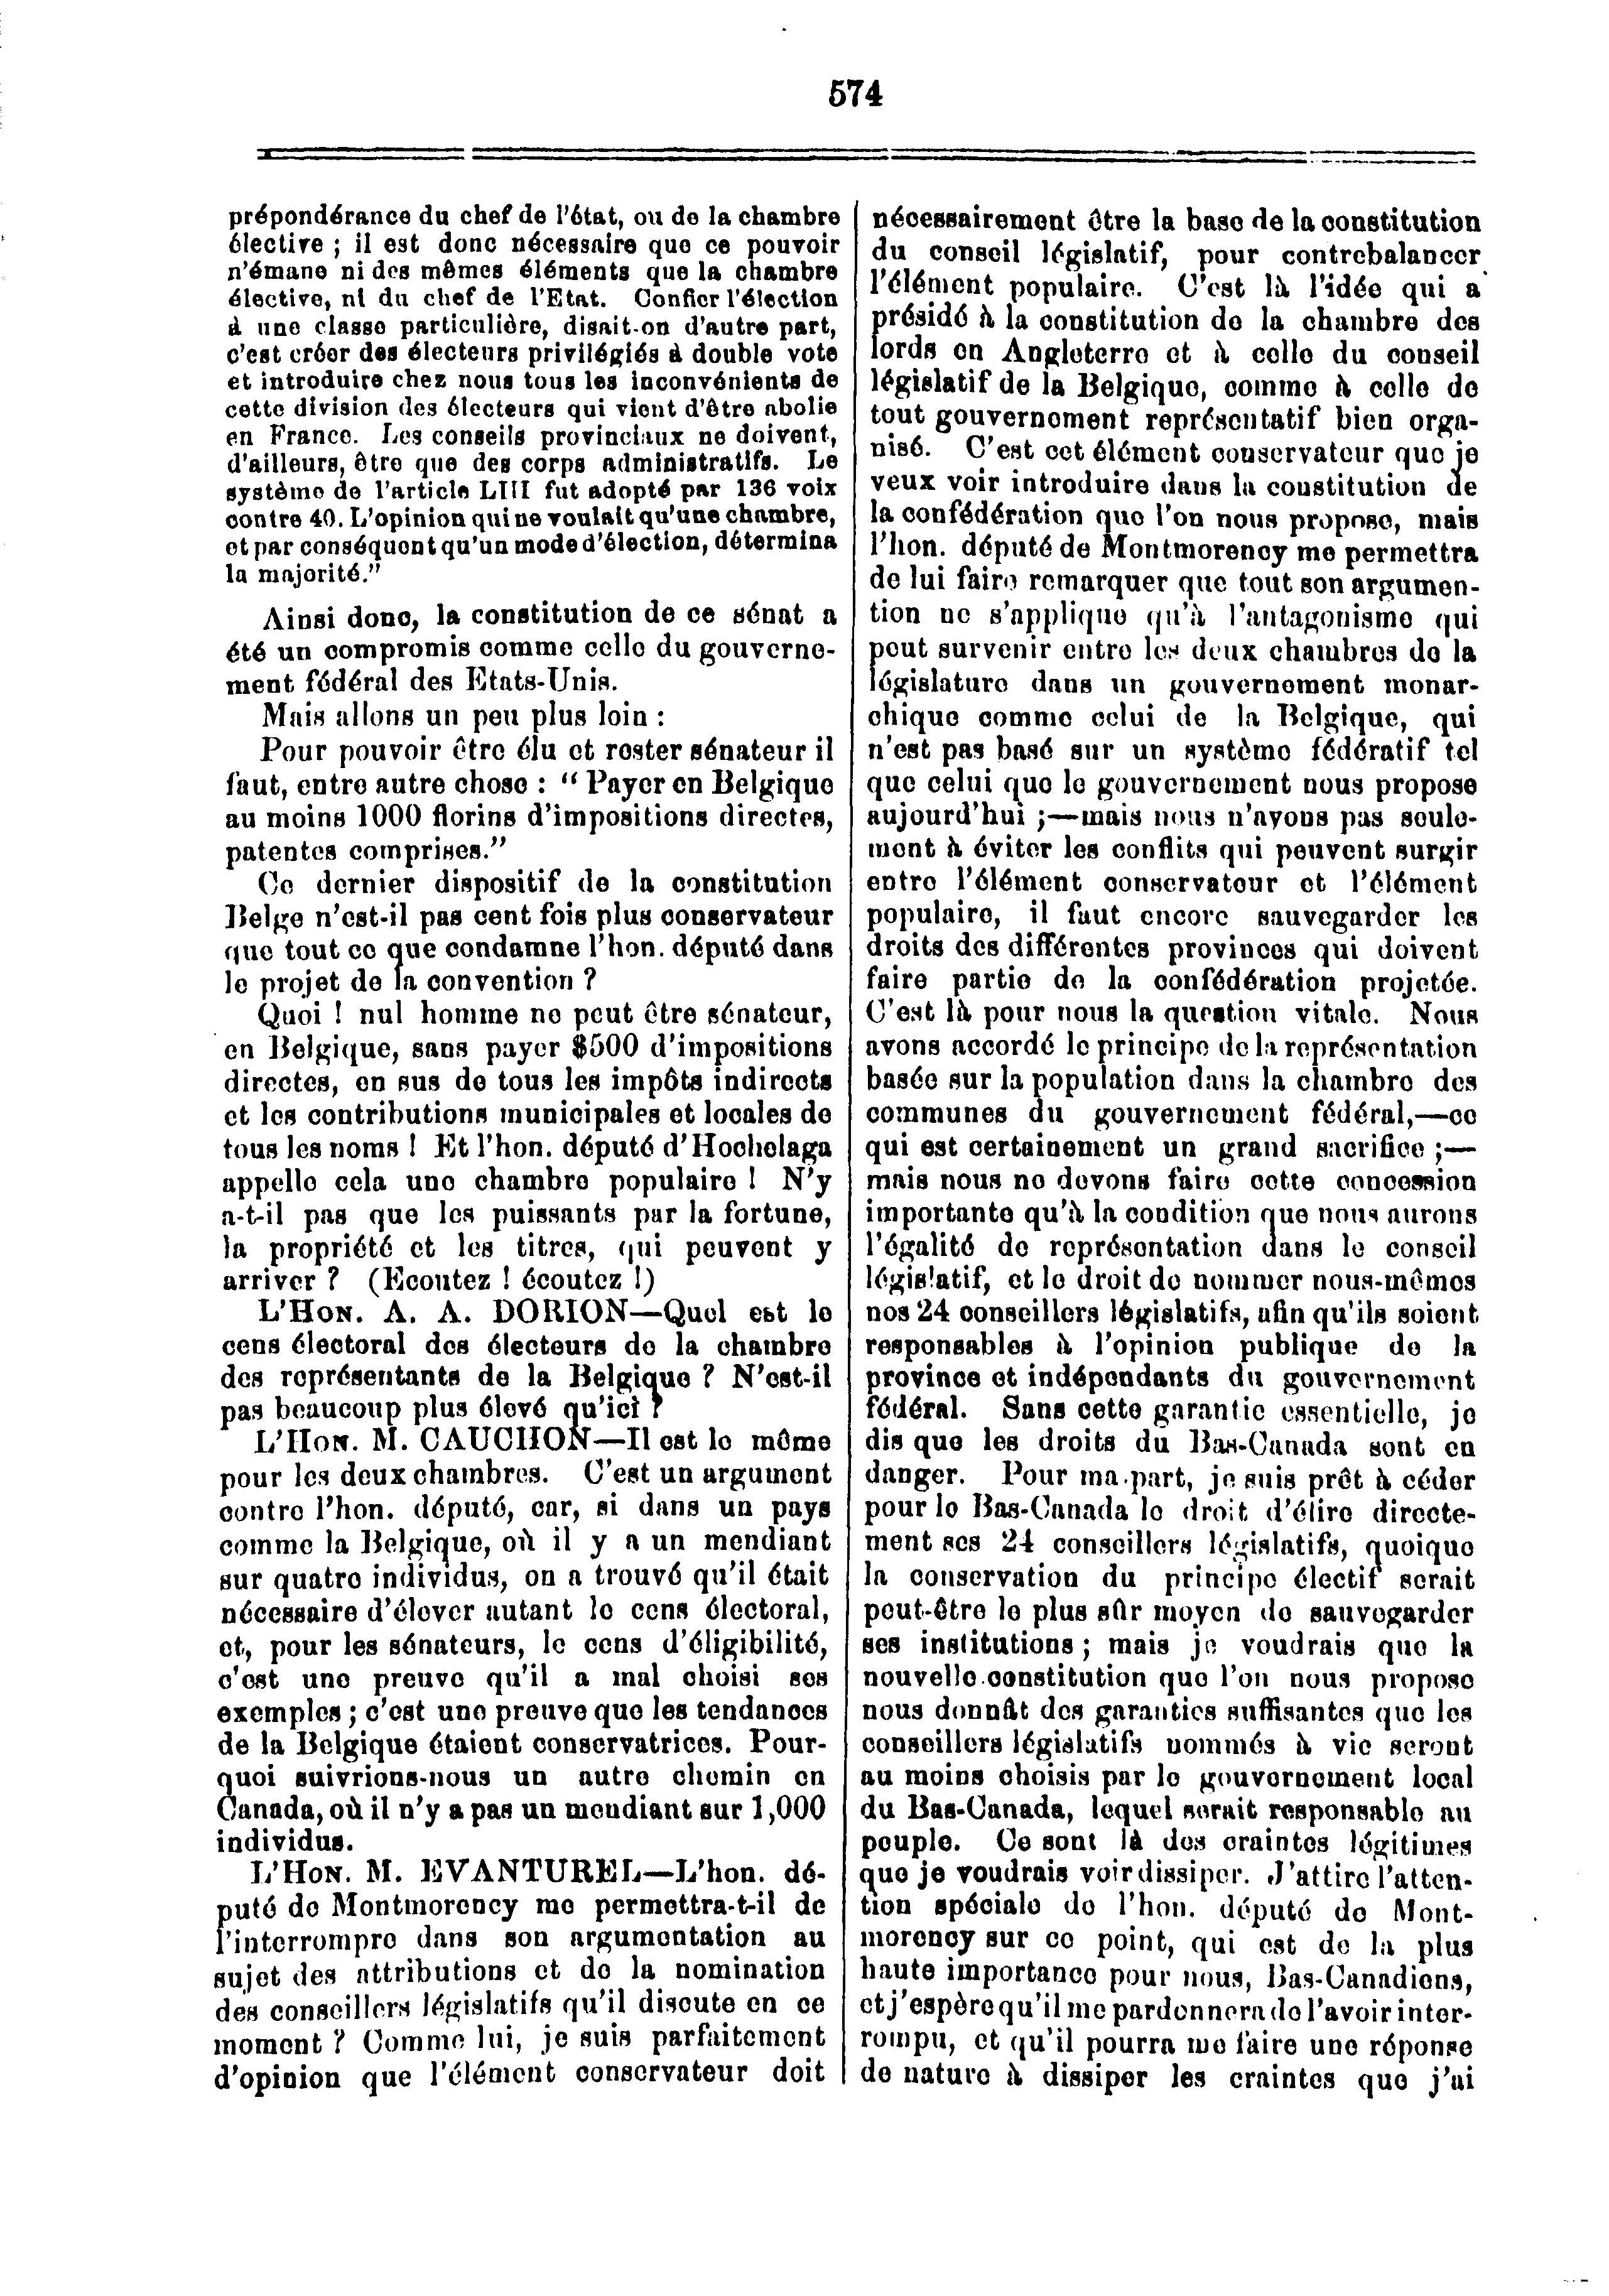 574
prépondérance du chef de l'état, ou de la chambre
élective ; il est donc nécessaire que ce pouvoir
n'émane ni des mêmes éléments que la chambre
élective, ni du chef de l'Etat. Confier l'élection
à une classe particulière, disait-on d'autre part,
c'est créer des électeurs privilégiés à double vote
et introduire chez nous tous les inconvénients de
cette division des électeurs qui vient d'être abolie
en France. Les conseils provinciaux ne doivent,
d'ailleurs, être que des corps administratifs. Le
système de l'article LIII fut adopté par 136 voix
contre 40. L'opinion qui ne voulait qu'une chambre,
et par conséquent qu'un mode d'élection, détermina
la majorité."
Ainsi donc, la constitution de ce sénat a
été un compromis comme celle du gouverne-
ment fédéral des Etats-Unis.
Mais allons un peu plus loin :
Pour pouvoir être élu et rester sénateur il
faut, entre autre chose : " Payer en Belgique
au moins 1000 florins d'impositions directes,
patentes comprises."
Ce dernier dispositif de la constitution
Belge n'est-il pas cent fois plus conservateur
que tout ce que condamne l'hon. député dans
le projet de la convention ?
Quoi ! nul homme ne peut être sénateur,
en Belgique, sans payer $500 d'impositions
directes, en sus de tous les impôts indirects
et les contributions municipales et locales de
tous les noms ! Et l'hon. député d'Hochelaga
appelle cela une chambre populaire ! N'y
a-t-il pas que les puissants par la fortune,
la propriété et les titres, qui peuvent y
arriver ? (Ecoutez ! écoutez !)
L'HON. A. A. DORION—Quel est le
cens électoral des électeurs de la chambre
des représentants de la Belgique ? N'est-il
pas beaucoup plus élevé qu'ici ?
L'HON. M. CAUCHON—Il est le même
pour les deux chambres. C'est un argument
contre l'hon. député, car, si dans un pays
comme la Belgique, où il y a un mendiant
sur quatre individus, on a trouvé qu'il était
nécessaire d'élever autant le cens électoral,
et, pour les sénateurs, le cens d'éligibilité,
c'est une preuve qu'il a mal choisi ses
exemples ; c'est une preuve que les tendances
de la Belgique étaient conservatrices. Pour-
quoi suivrions-nous un autre chemin en
Canada, où il n'y a pas un mendiant sur 1,000
individus.
L'HON. M. EVANTUREL—L'hon. dé-
puté de Montmorency me permettra-t-il de
l'interrompre dans son argumentation au
sujet des attributions et de la nomination
des conseillers législatifs qu'il discute en ce
moment ? Comme lui, je suis parfaitement
d'opinion que l'élément conservateur doit
nécessairement être la base de la constitution
du conseil législatif, pour contrebalancer
l'élément populaire. C'est là l'idée qui a
présidé à la constitution de la chambre des
lords en Angleterre et à celle du conseil
législatif de la Belgique, comme à celle de
tout gouvernement représentatif bien orga-
nisé. C'est cet élément conservateur que je
veux voir introduire dans la constitution de
la confédération que l'on nous propose, mais
l'hon. député de Montmorency me permettra
de lui faire remarquer que tout son argumen-
tion ne s'applique qu'à l'antagonisme qui
peut survenir entre les deux chambres de la
législature dans un gouvernement monar-
chique comme celui de la Belgique, qui
n'est pas basé sur un système fédératif tel
que celui que le gouvernement nous propose
aujourd'hui ;—mais nous n'avons pas seule-
ment à éviter les conflits qui peuvent surgir
entre l'élément conservateur et l'élément
populaire, il faut encore sauvegarder les
droits des différentes provinces qui doivent
faire partie de la confédération projetée.
C'est là pour nous la question vitale. Nous
avons accordé le principe de la représentation
basée sur la population dans la chambre des
communes du gouvernement fédéral,—ce
qui est certainement un grand sacrifice ;—
mais nous ne devons faire cette concession
importante qu'à la condition que nous aurons
l'égalité de représentation dans le conseil
législatif, et le droit de nommer nous-mêmes
nos 24 conseillers législatifs, afin qu'ils soient
responsables à l'opinion publique de la
province et indépendants du gouvernement
fédéral. Sans cette garantie essentielle, je
dis que les droits du Bas-Canada sont en
danger. Pour ma part, je suis prêt à céder
pour le Bas-Canada le droit d'élire directe-
ment ses 24 conseillers législatifs, quoique
la conservation du principe électif serait
peut-être le plus sûr moyen de sauvegarder
ses institutions ; mais je voudrais que la
nouvelle constitution que l'on nous propose
nous donnât des garanties suffisantes que les
conseillers législatifs nommés à vie seront
au moins choisis par le gouvernement local
du Bas-Canada, lequel serait responsable au
peuple. Ce sont là des craintes légitimes
que je voudrais voir dissiper. J'attire l'atten-
tion spéciale de l'hon. député de Mont-
morency sur ce point, qui est de la plus
haute importance pour nous, Bas-Canadiens,
et j'espère qu'il me pardonnera de l'avoir inter-
rompu, et qu'il pourra me faire une réponse
de nature à dissiper les craintes que j'ai